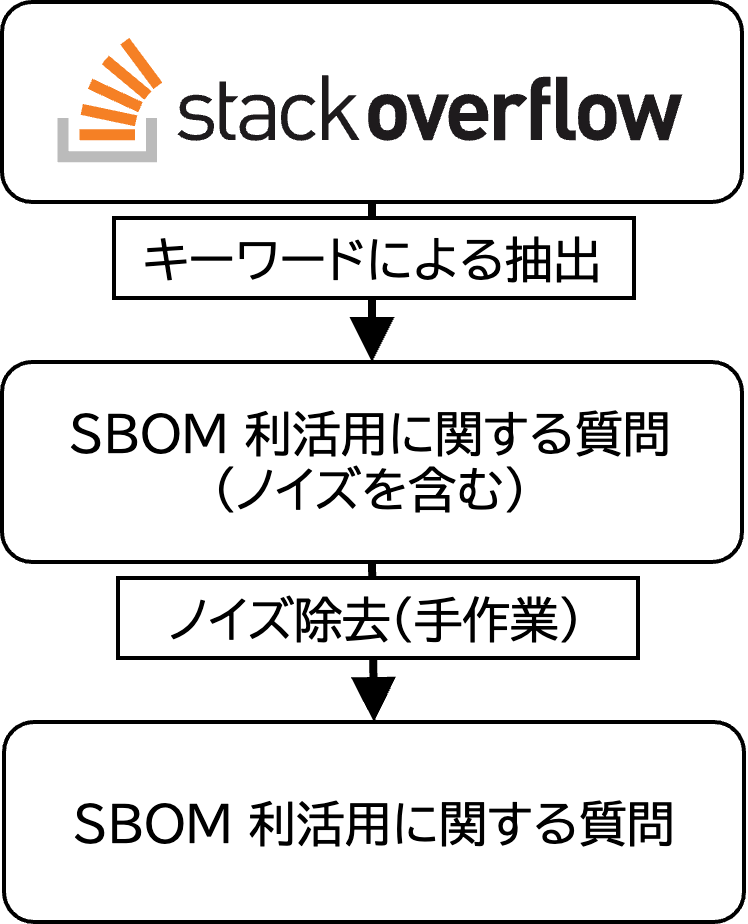 stackoverflow
キーワードによる抽出
SBOM 利活用に関する質問
(ノイズを含む)
ノイズ除去(手作業)
SBOM 利活用に関する質問